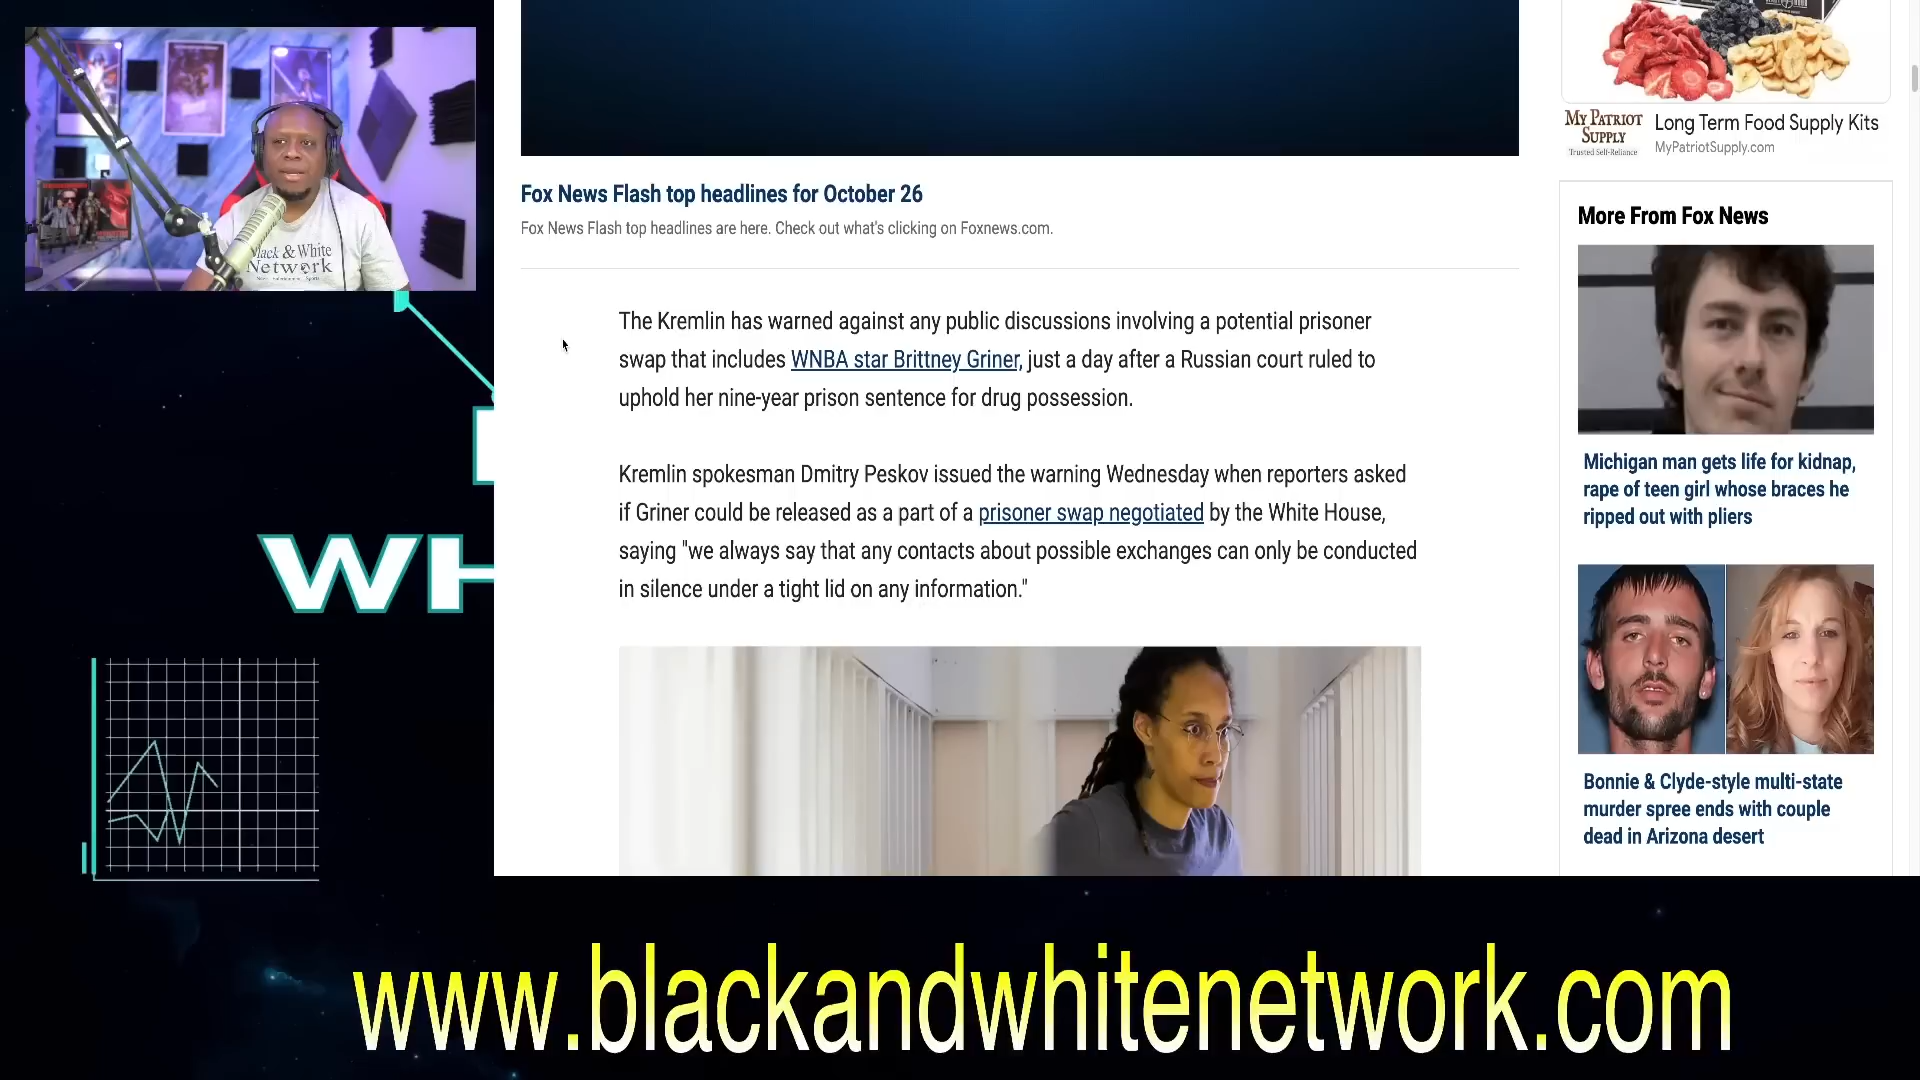 Black & White
Network
MY PATRIOT
SUPPLY
Trusted Self-Reliance
Long Term Food Supply Kits
MyPatriotSupply.com
Fox News Flash top headlines for October 26
Fox News Flash top headlines are here. Check out what's clicking on Foxnews.com.
The Kremlin has warned against any public discussions involving a potential prisoner
swap that includes WNBA star Brittney Griner, just a day after a Russian court ruled to
uphold her nine-year prison sentence for drug possession.
Kremlin spokesman Dmitry Peskov issued the warning Wednesday when reporters asked
if Griner could be released as a part of a prisoner swap negotiated by the White House,
saying "we always say that any contacts about possible exchanges can only be conducted
in silence under a tight lid on any information."
More From Fox News
Michigan man gets life for kidnap,
rape of teen girl whose braces he
ripped out with pliers
Bonnie & Clyde-style multi-state
murder spree ends with couple
dead in Arizona desert
WH
www.blackandwhitenetwork.com